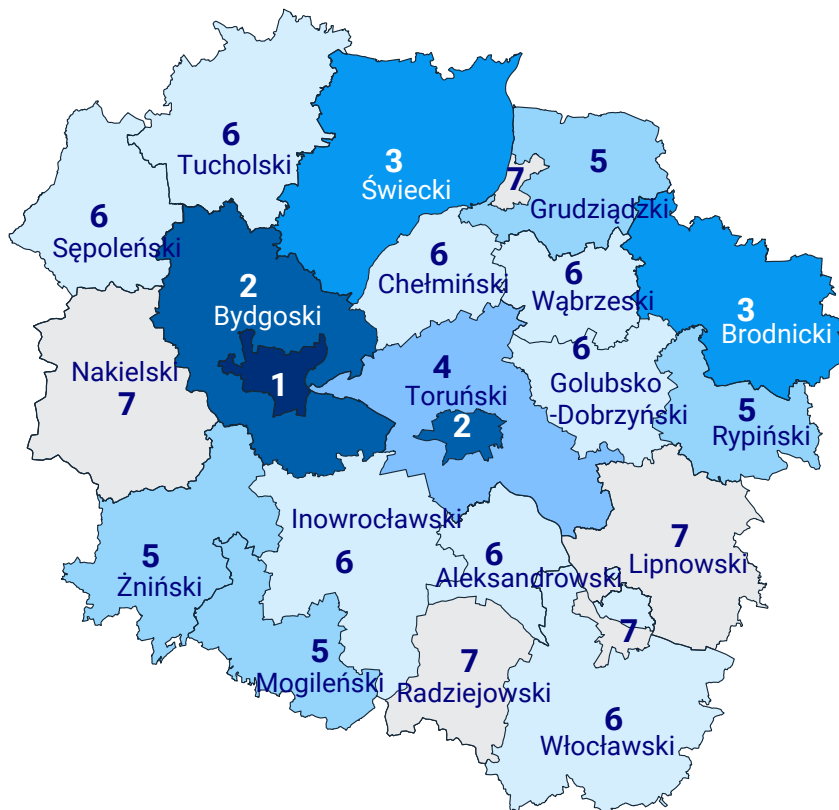 6
Tucholski
3
Świecki
5
Grudziądzki
7
6
Sępoleński
6
Chełmiński
6
Wąbrzeski
2
Bydgoski
3
Brodnicki
1
Nakielski
7
4
Toruński
2
6
Golubsko
-Dobrzyński
5
Rypiński
Inowrocławski
6
5
Żniński
6
Aleksandrowski
7
Lipnowski
7
5
Mogileński
7
Radziejowski
6
Włocławski